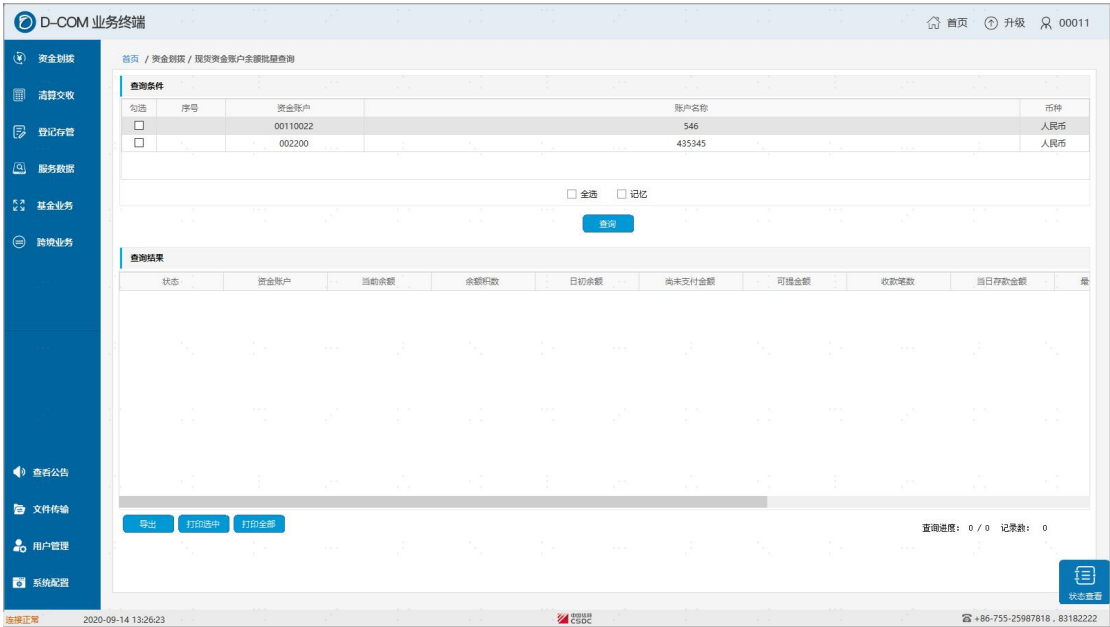 D-COM 业务终端 首页 升级 00011
资金划拨
清算交收
登记存管
服务数据
基金业务
跨境业务
查看公告
文件传输
用户管理
系统配置
首页 / 资金划拨 / 现货资金账户余额批量查询
查询条件
勾选 序号 资金账户 账户名称 币种
00110022 546 人民币
002200 435345 人民币
全选 记忆
查询
查询结果
状态 资金账户 当前余额 余额积数 日初余额 尚未支付金额 可提金额 收款笔数 当日存款金额 最
导出 打印选中 打印全部 查询进度: 0 / 0 记录数: 0
状态查看
连接正常 2020-09-14 13:26:23 中国结算 CSDC +86-755-25987818 , 83182222